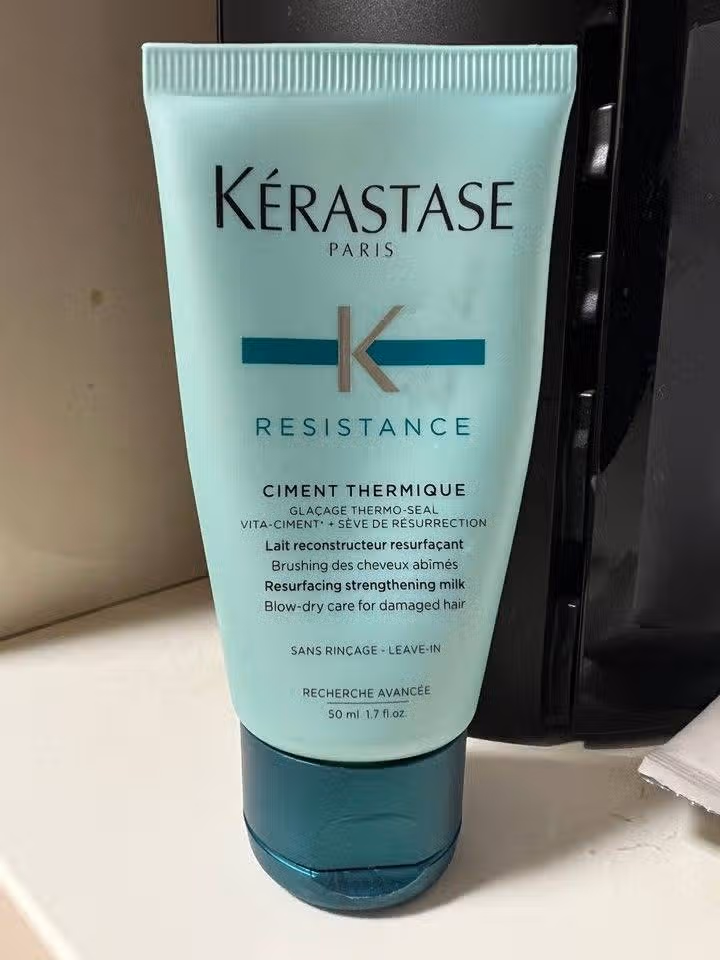 KÉRASTASE
PARIS
K
RESISTANCE
CIMENT THERMIQUE
GLAÇAGE THERMO-SEAL
VITA-CIMENT* + SÈVE DE RÉSURRECTION
Lait reconstructeur resurfaçant
Brushing des cheveux abîmés
Resurfacing strengthening milk
Blow-dry care for damaged hair
SANS RINÇAGE - LEAVE-IN
RECHERCHE AVANCÉE
50 ml 1.7 fl.oz.